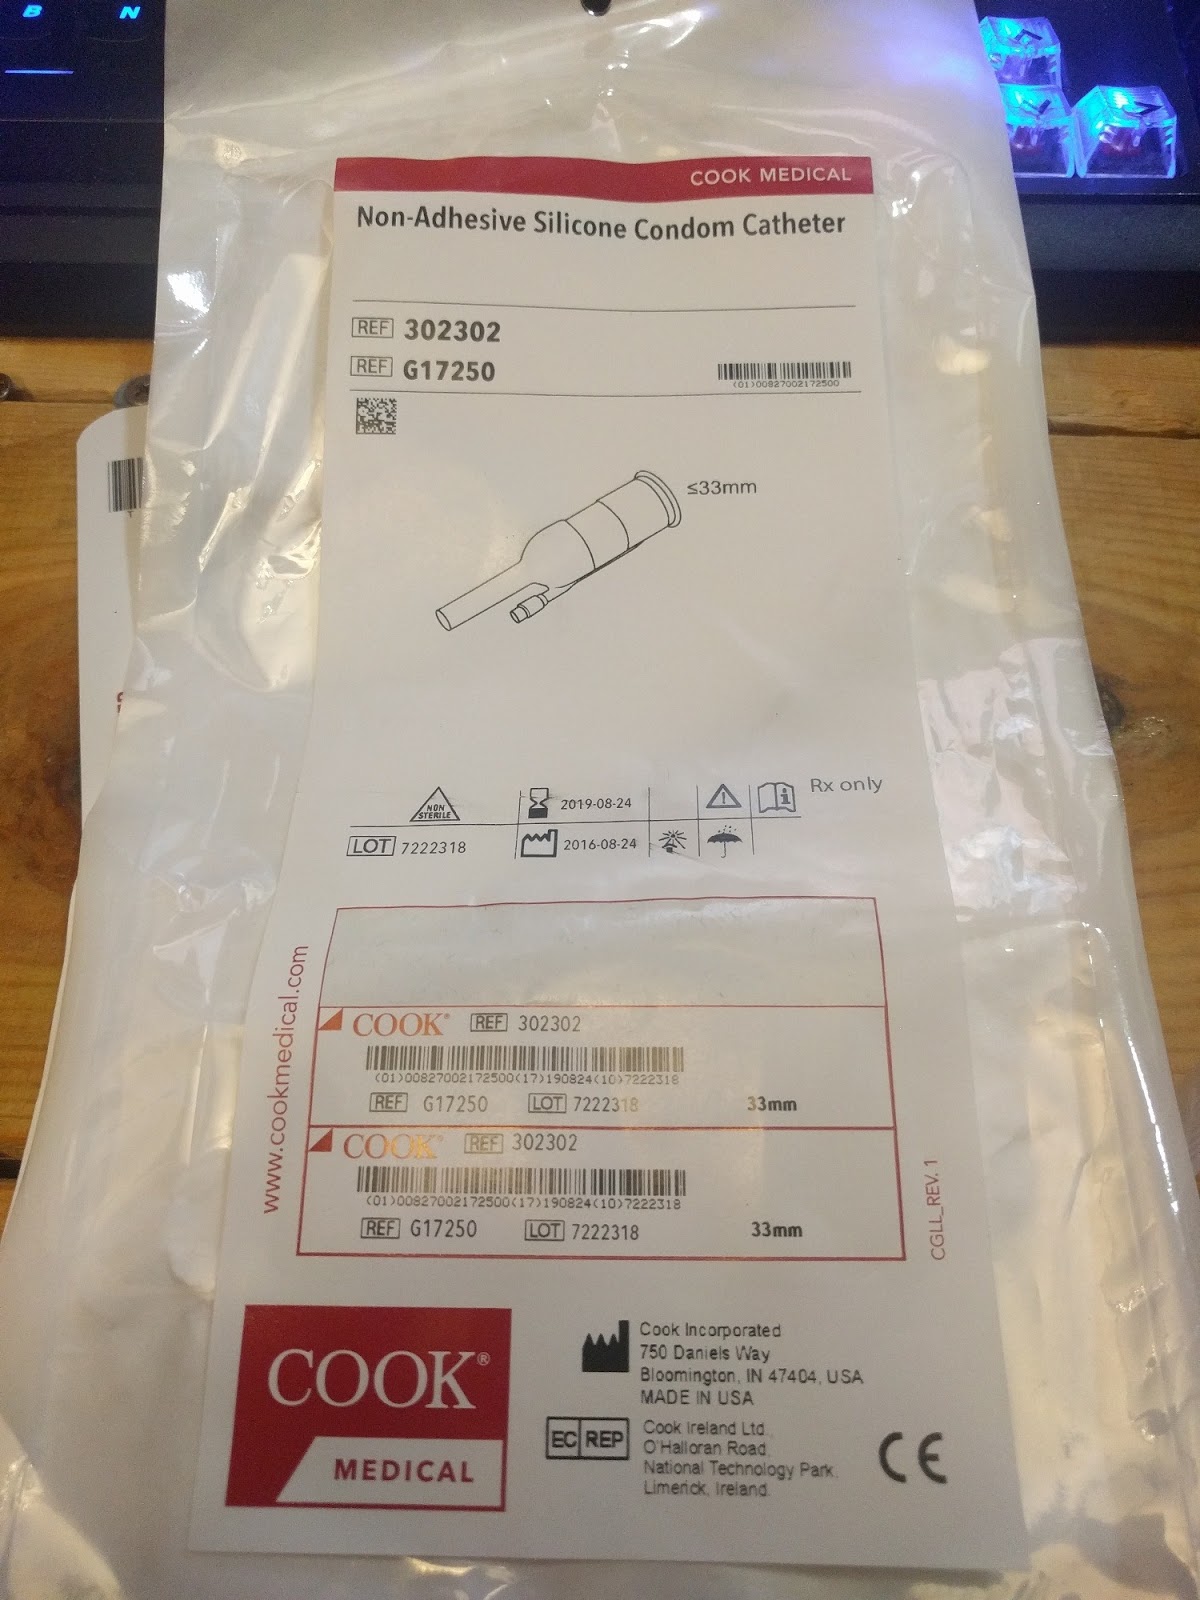 B N
COOK MEDICAL
Non-Adhesive Silicone Condom Catheter
REF 302302
REF G17250
(01)00827002172500
≤33mm
NON STERILE
2019-08-24
Rx only
LOT 7222318
2016-08-24
www.cookmedical.com
COOK® REF 302302
(01)00827002172500(17)190824(10)7222318
REF G17250 LOT 7222318 33mm
COOK® REF 302302
(01)00827002172500(17)190824(10)7222318
REF G17250 LOT 7222318 33mm
CGLL_REV. 1
COOK®
MEDICAL
Cook Incorporated
750 Daniels Way
Bloomington, IN 47404, USA
MADE IN USA
EC REP
Cook Ireland Ltd.,
O'Halloran Road,
National Technology Park,
Limerick, Ireland.
CE